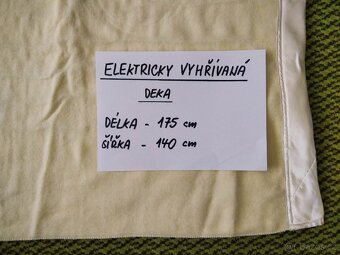 ELEKTRICKY VYHŘÍVANÁ
DEKA
DÉLKA - 175 cm
ŠÍŘKA - 140 cm